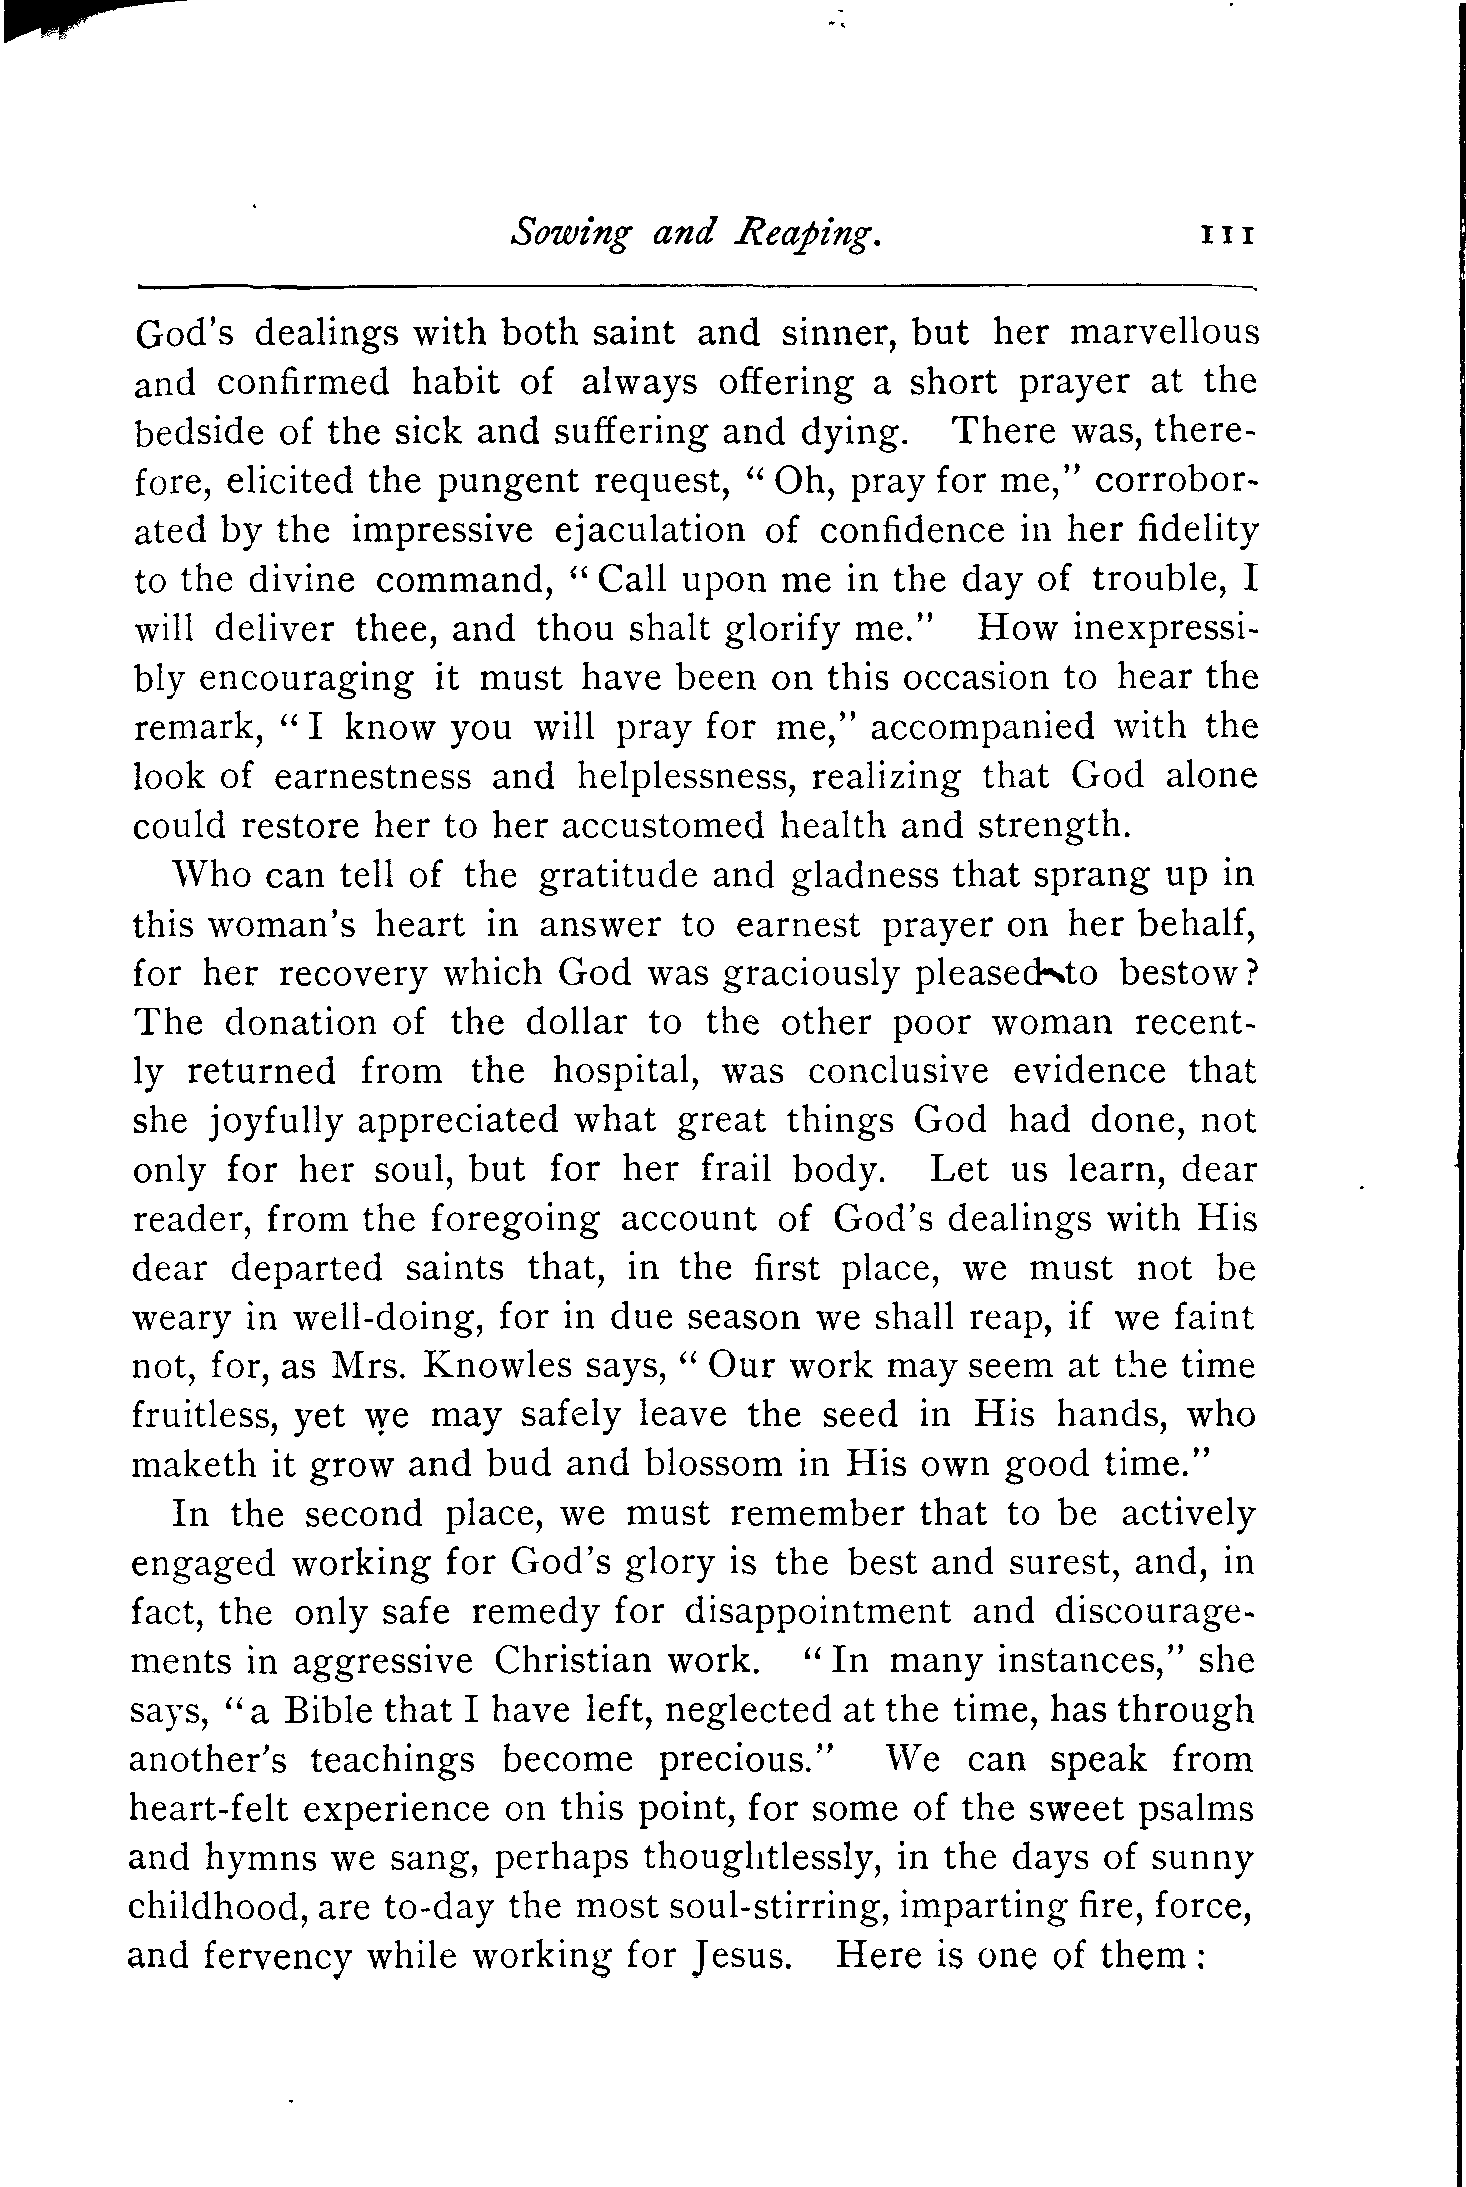 Sowing and Reaping. 111
God's dealings with both saint and sinner, but her marvellous
and confirmed habit of always offering a short prayer at the
bedside of the sick and suffering and dying. There was, there-
fore, elicited the pungent request, "Oh, pray for me," corrobor-
ated by the impressive ejaculation of confidence in her fidelity
to the divine command, "Call upon me in the day of trouble, I
will deliver thee, and thou shalt glorify me." How inexpressi-
bly encouraging it must have been on this occasion to hear the
remark, "I know you will pray for me," accompanied with the
look of earnestness and helplessness, realizing that God alone
could restore her to her accustomed health and strength.
Who can tell of the gratitude and gladness that sprang up in
this woman's heart in answer to earnest prayer on her behalf,
for her recovery which God was graciously pleased to bestow?
The donation of the dollar to the other poor woman recent-
ly returned from the hospital, was conclusive evidence that
she joyfully appreciated what great things God had done, not
only for her soul, but for her frail body. Let us learn, dear
reader, from the foregoing account of God's dealings with His
dear departed saints that, in the first place, we must not be
weary in well-doing, for in due season we shall reap, if we faint
not, for, as Mrs. Knowles says, "Our work may seem at the time
fruitless, yet we may safely leave the seed in His hands, who
maketh it grow and bud and blossom in His own good time."
In the second place, we must remember that to be actively
engaged working for God's glory is the best and surest, and, in
fact, the only safe remedy for disappointment and discourage-
ments in aggressive Christian work. "In many instances," she
says, "a Bible that I have left, neglected at the time, has through
another's teachings become precious." We can speak from
heart-felt experience on this point, for some of the sweet psalms
and hymns we sang, perhaps thoughtlessly, in the days of sunny
childhood, are to-day the most soul-stirring, imparting fire, force,
and fervency while working for Jesus. Here is one of them: